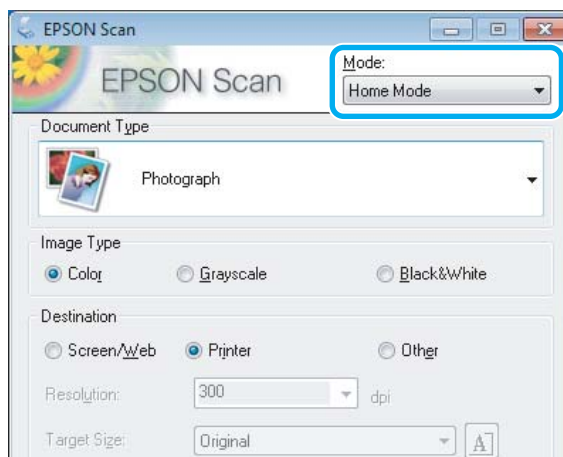 EPSON Scan
EPSON Scan
Mode:
Home Mode
Document Type
Photograph
Image Type
Color Grayscale Black&White
Destination
Screen/Web Printer Other
Resolution: 300 dpi
Target Size: Original A